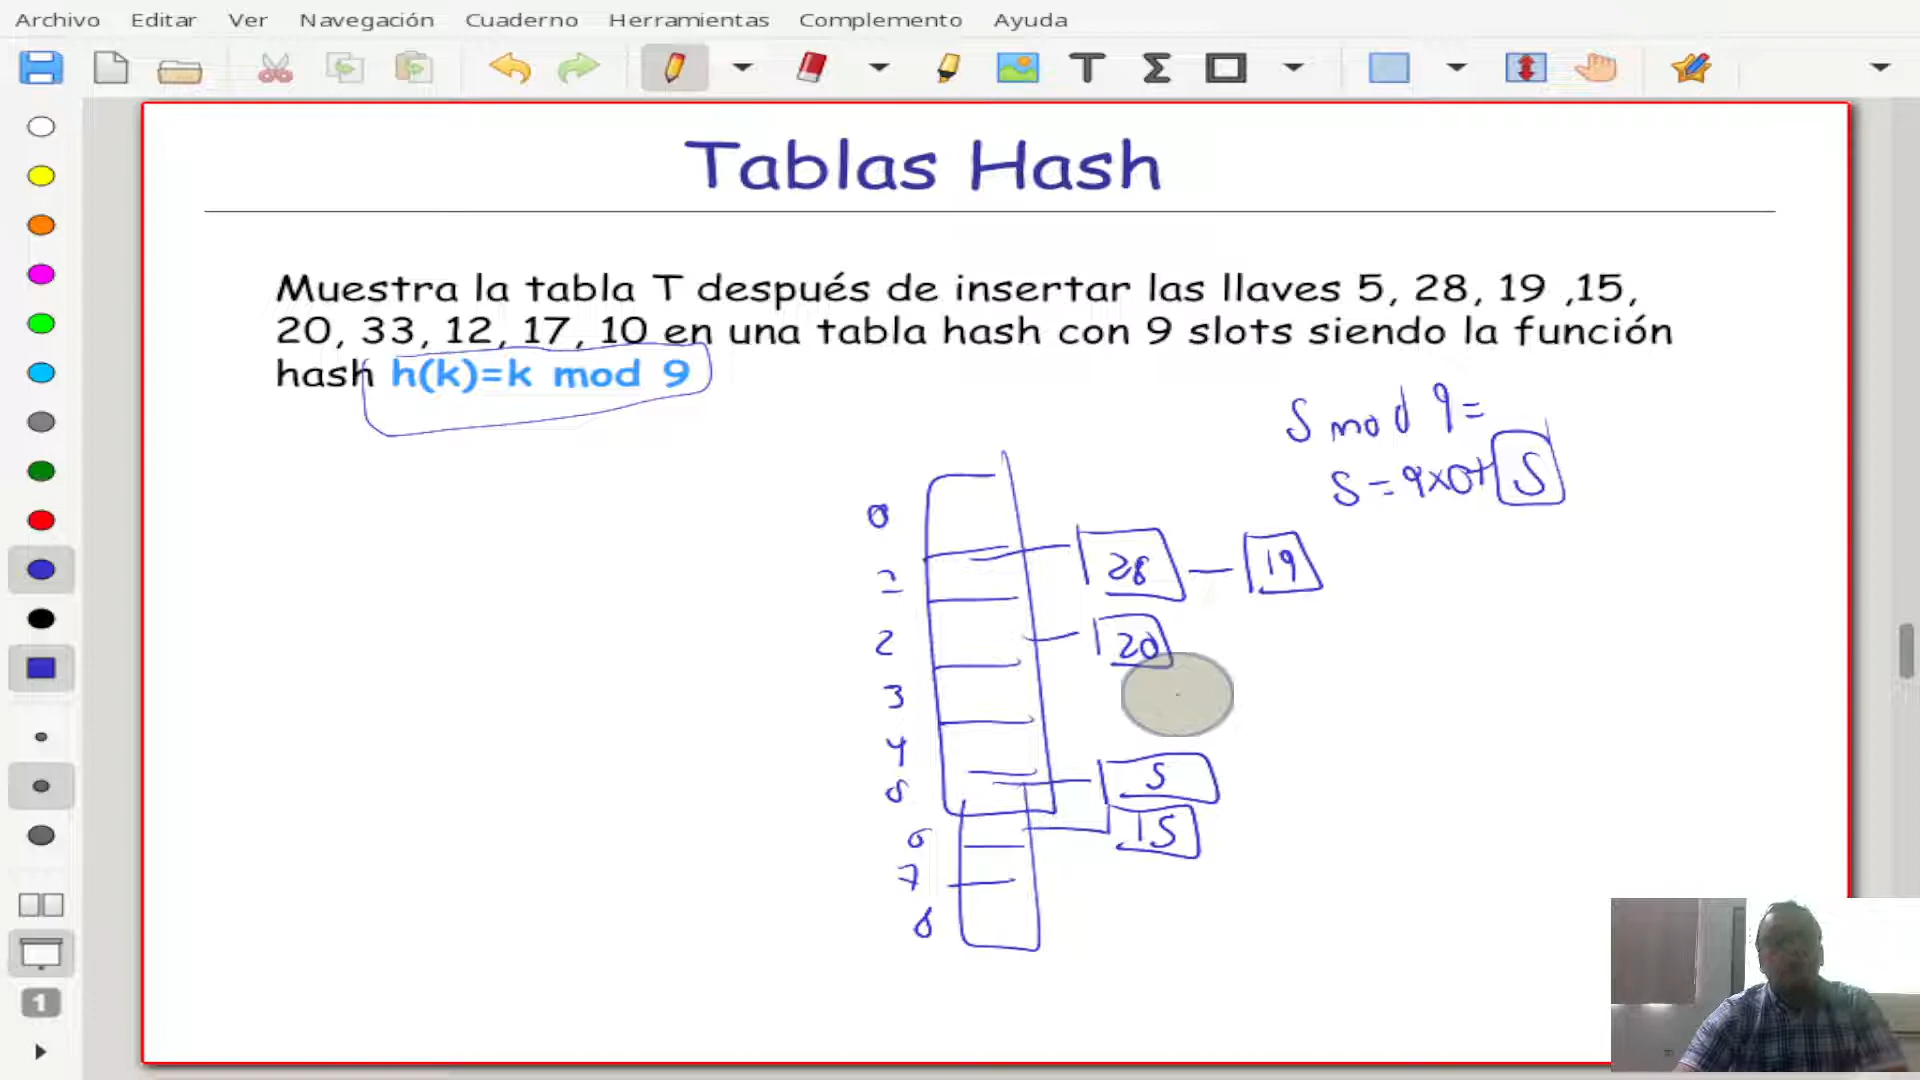 Archivo Editar Ver Navegación Cuaderno Herramientas Complemento Ayuda
Tablas Hash
Muestra la tabla T después de insertar las llaves 5, 28, 19 ,15,
20, 33, 12, 17, 10 en una tabla hash con 9 slots siendo la función
hash h(k)=k mod 9
5 mod 9=
5=9x0+5
0
28 19
2
20
3
4
5
5
6
15
7
8
1